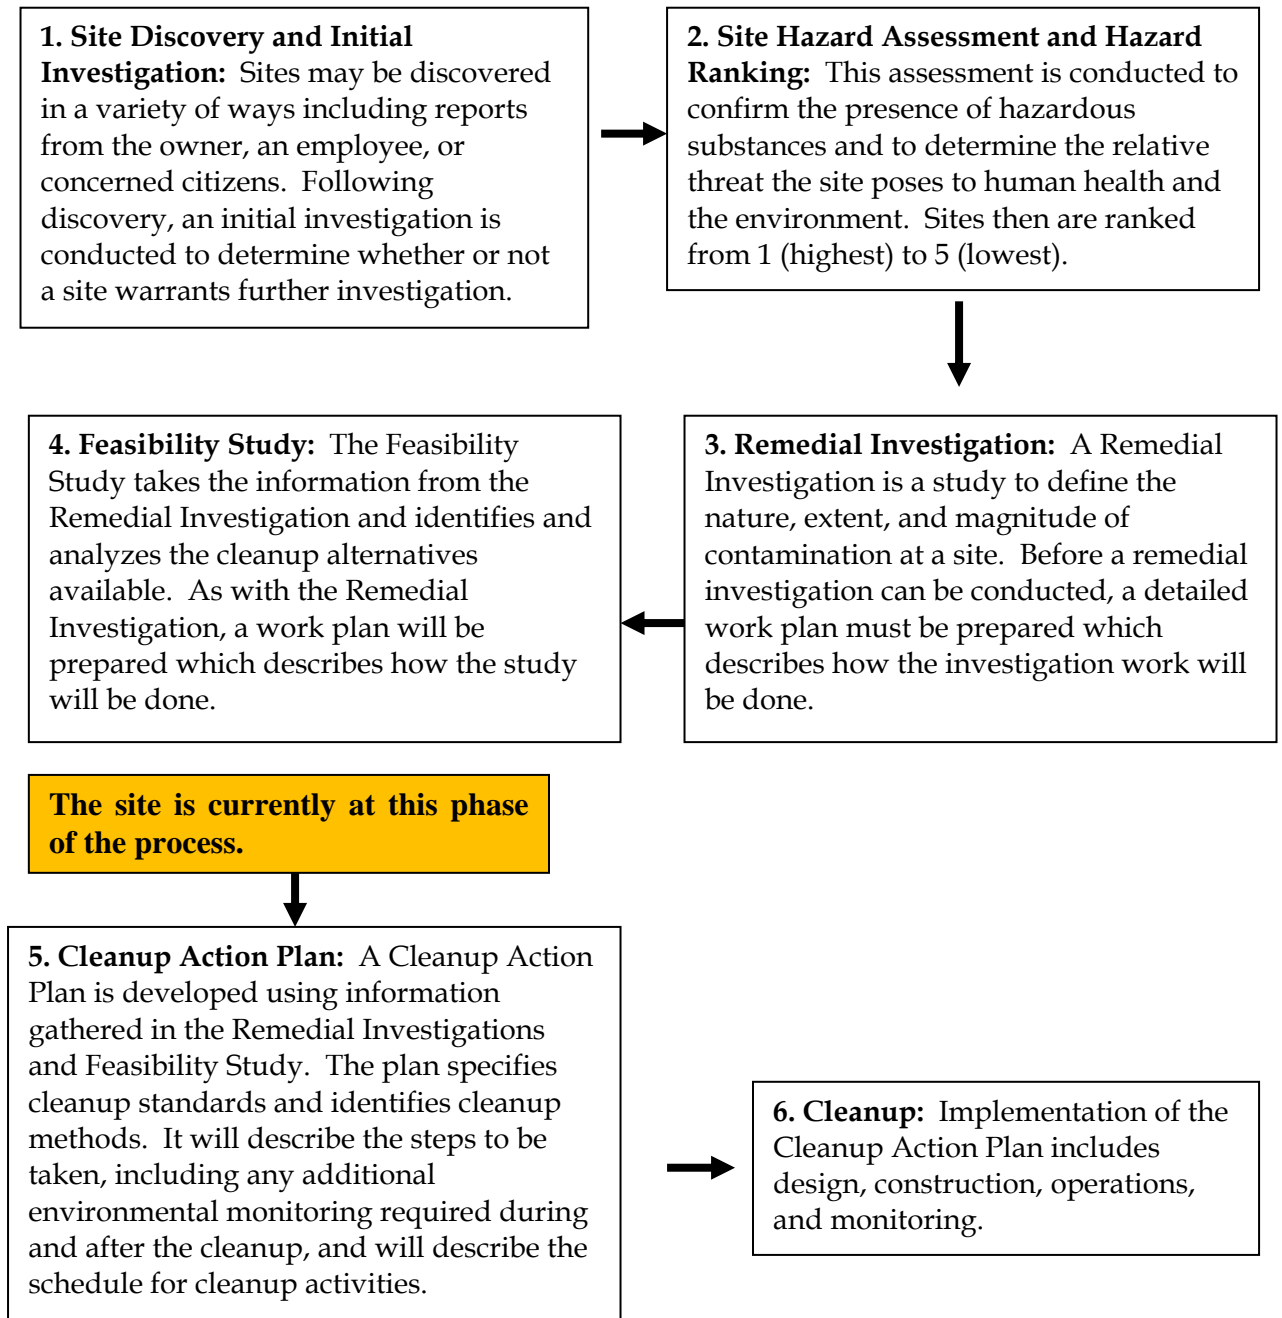 1. Site Discovery and Initial
Investigation:  Sites may be discovered
in a variety of ways including reports
from the owner, an employee, or
concerned citizens.  Following
discovery, an initial investigation is
conducted to determine whether or not
a site warrants further investigation.
2. Site Hazard Assessment and Hazard
Ranking:  This assessment is conducted to
confirm the presence of hazardous
substances and to determine the relative
threat the site poses to human health and
the environment.  Sites then are ranked
from 1 (highest) to 5 (lowest).
3. Remedial Investigation:  A Remedial
Investigation is a study to define the
nature, extent, and magnitude of
contamination at a site.  Before a remedial
investigation can be conducted, a detailed
work plan must be prepared which
describes how the investigation work will
be done.
4. Feasibility Study:  The Feasibility
Study takes the information from the
Remedial Investigation and identifies and
analyzes the cleanup alternatives
available.  As with the Remedial
Investigation, a work plan will be
prepared which describes how the study
will be done.
The site is currently at this phase
of the process.
5. Cleanup Action Plan:  A Cleanup Action
Plan is developed using information
gathered in the Remedial Investigations
and Feasibility Study.  The plan specifies
cleanup standards and identifies cleanup
methods.  It will describe the steps to be
taken, including any additional
environmental monitoring required during
and after the cleanup, and will describe the
schedule for cleanup activities.
6. Cleanup:  Implementation of the
Cleanup Action Plan includes
design, construction, operations,
and monitoring.